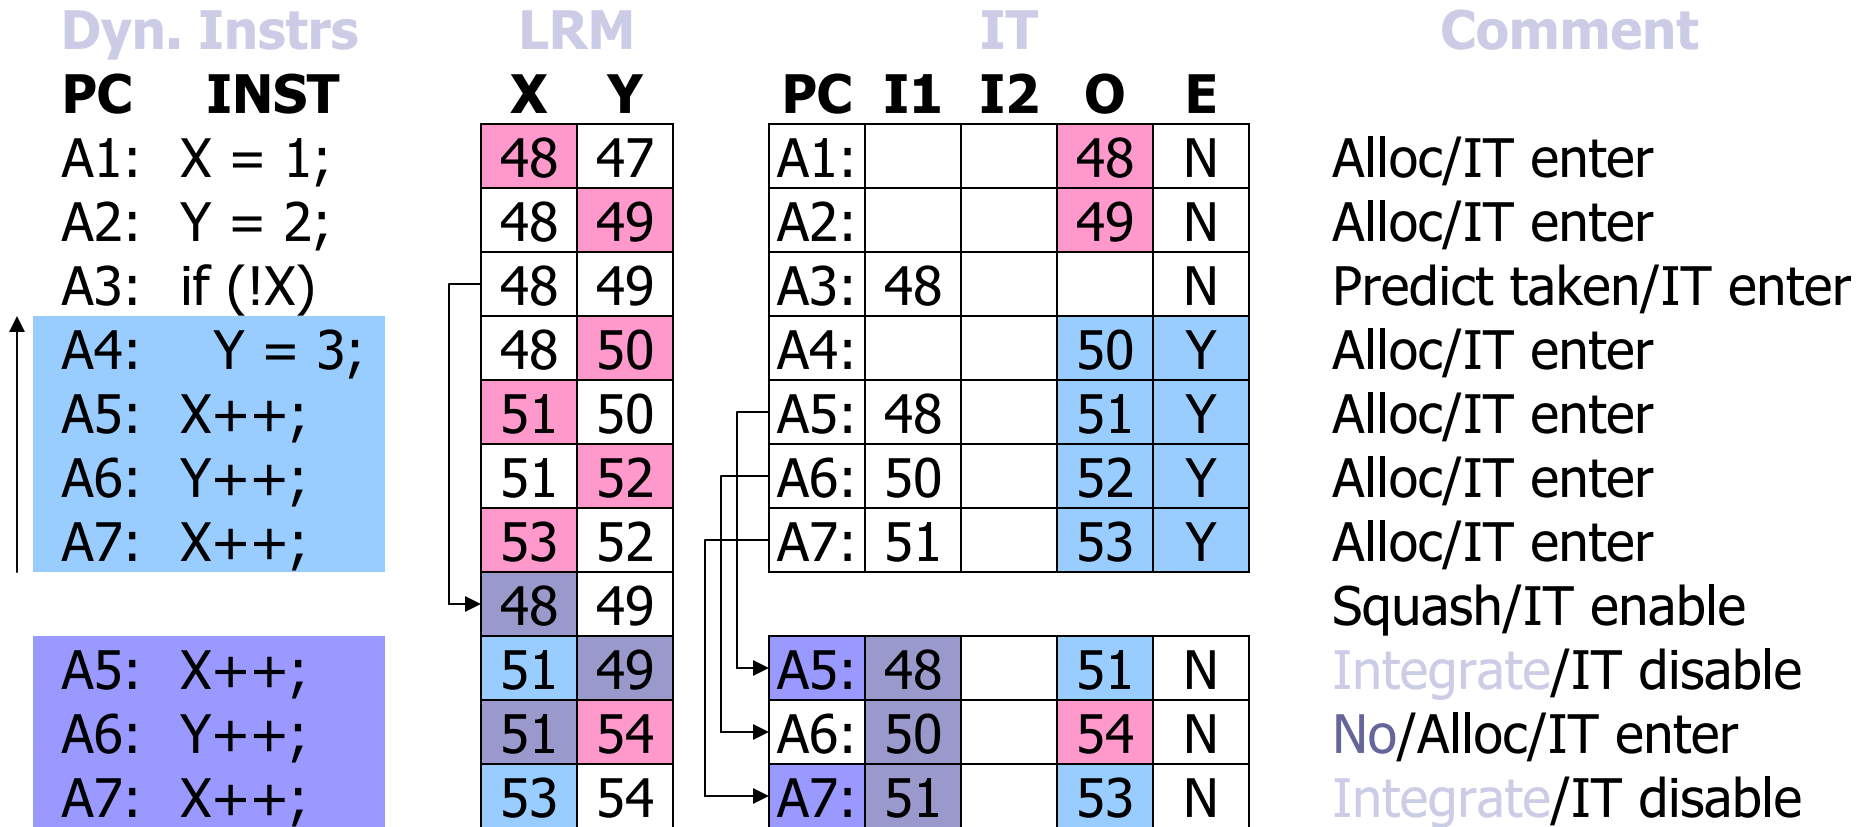 Dyn. Instrs LRM IT Comment
PC INST X Y PC I1 I2 O E
A1: X = 1; 48 47 A1: 48 N Alloc/IT enter
A2: Y = 2; 48 49 A2: 49 N Alloc/IT enter
A3: if (!X) 48 49 A3: 48 N Predict taken/IT enter
A4: Y = 3; 48 50 A4: 50 Y Alloc/IT enter
A5: X++; 51 50 A5: 48 51 Y Alloc/IT enter
A6: Y++; 51 52 A6: 50 52 Y Alloc/IT enter
A7: X++; 53 52 A7: 51 53 Y Alloc/IT enter
48 49 Squash/IT enable
A5: X++; 51 49 A5: 48 51 N Integrate/IT disable
A6: Y++; 51 54 A6: 50 54 N No/Alloc/IT enter
A7: X++; 53 54 A7: 51 53 N Integrate/IT disable